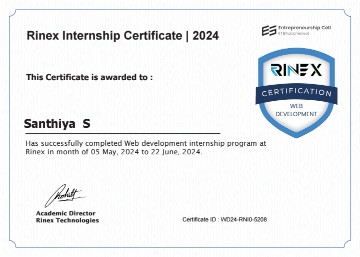 Rinex Internship Certificate | 2024
Entrepreneurship Cell
This Certificate is awarded to :
RINEX
CERTIFICATION
WEB
DEVELOPMENT
Santhiya S
Has successfully completed Web development internship program at
Rinex in month of 05 May, 2024 to 22 June, 2024.
Academic Director
Rinex Technologies
Certificate ID : WD24-RNI0-5208